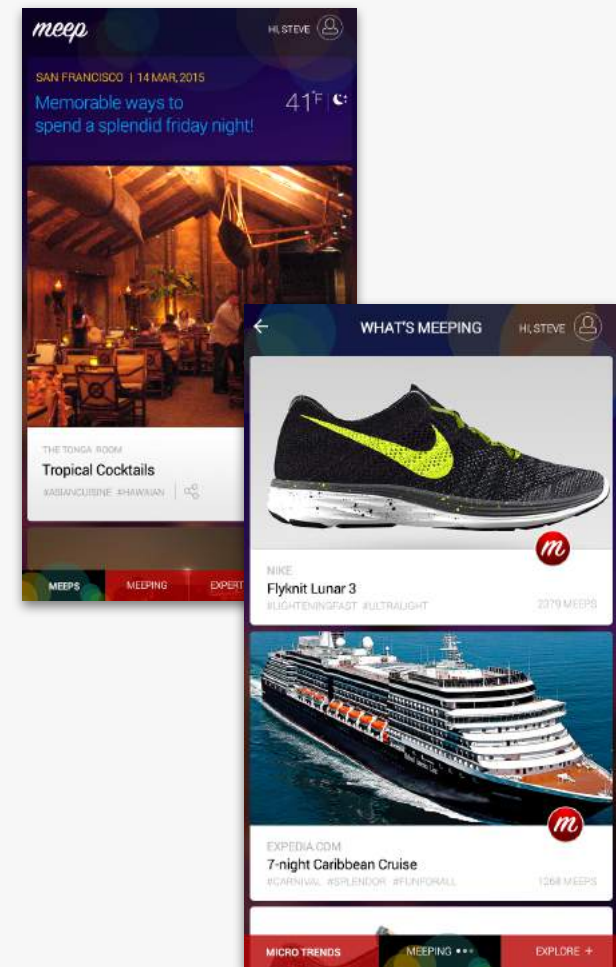 meep
HI, STEVE
SAN FRANCISCO | 14 MAR, 2015
Memorable ways to
spend a splendid friday night!
41°F
THE TONGA ROOM
Tropical Cocktails
#ASIANCUISINE #HAWAIIAN
MEEPS MEEPING EXPERT
WHAT'S MEEPING
HI, STEVE
m
NIKE
Flyknit Lunar 3
#LIGHTENINGFAST #ULTRALIGHT
2379 MEEPS
m
EXPEDIA.COM
7-night Caribbean Cruise
#CARNIVAL #SPLENDOR #FUNFORALL
1268 MEEPS
MICRO TRENDS MEEPING ••• EXPLORE +